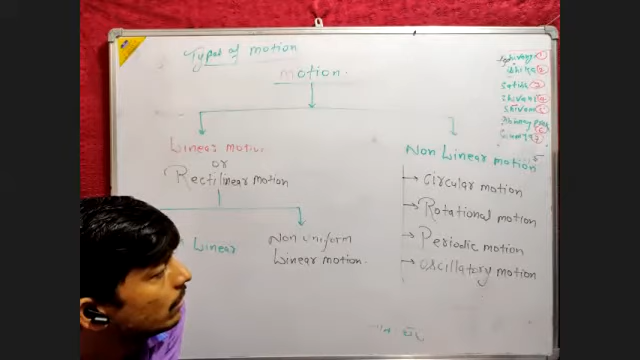 Types of motion
motion.
Linear motion
or
Rectilinear motion
Linear
Non uniform
Linear motion.
Non Linear motion
Circular motion
Rotational motion
Periodic motion
Oscillatory motion